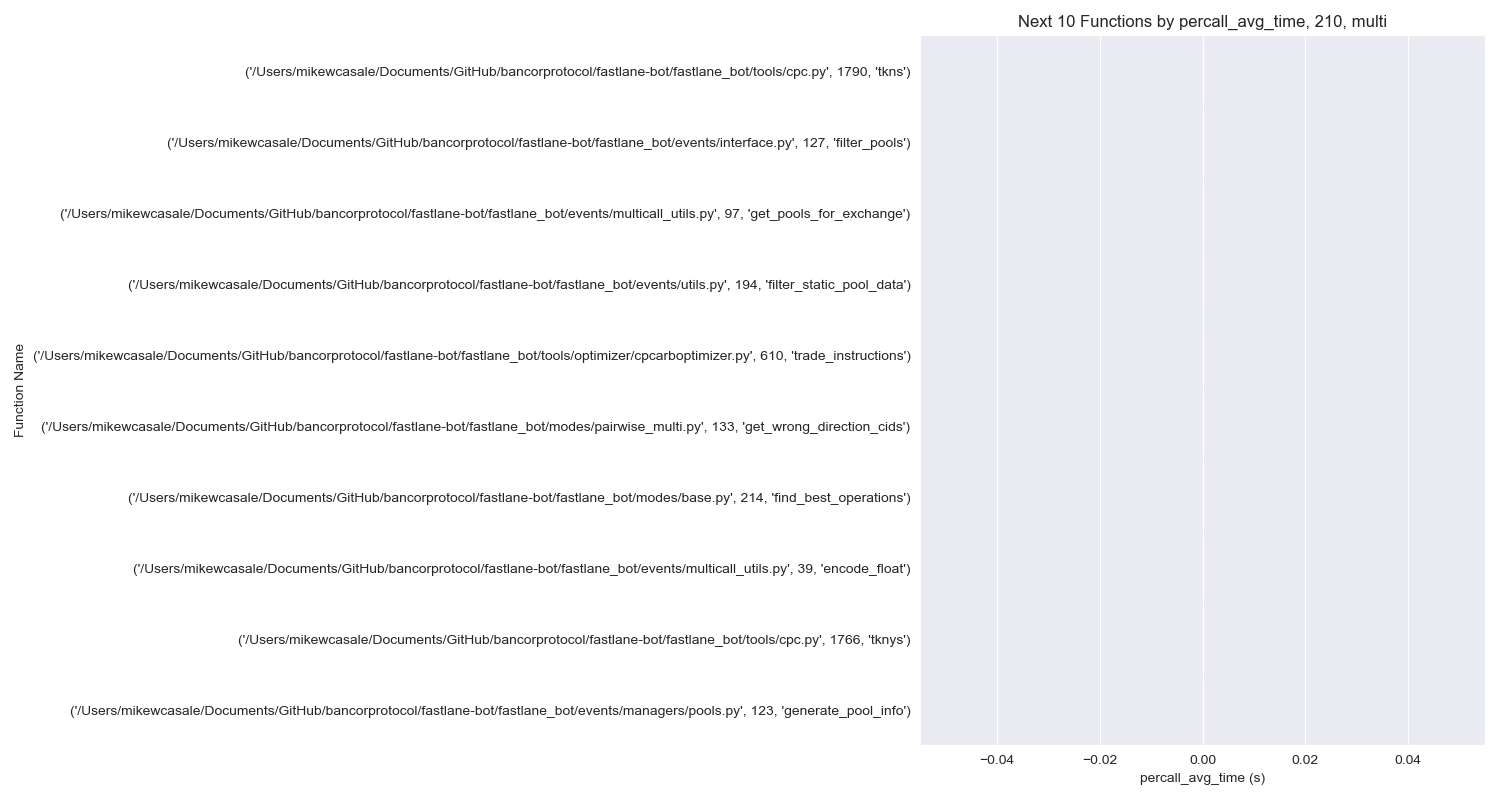 Next 10 Functions by percall_avg_time, 210, multi
('/Users/mikewcasale/Documents/GitHub/bancorprotocol/fastlane-bot/fastlane_bot/tools/cpc.py', 1790, 'tkns')
('/Users/mikewcasale/Documents/GitHub/bancorprotocol/fastlane-bot/fastlane_bot/events/interface.py', 127, 'filter_pools')
('/Users/mikewcasale/Documents/GitHub/bancorprotocol/fastlane-bot/fastlane_bot/events/multicall_utils.py', 97, 'get_pools_for_exchange')
('/Users/mikewcasale/Documents/GitHub/bancorprotocol/fastlane-bot/fastlane_bot/events/utils.py', 194, 'filter_static_pool_data')
('/Users/mikewcasale/Documents/GitHub/bancorprotocol/fastlane-bot/fastlane_bot/tools/optimizer/cpcarboptimizer.py', 610, 'trade_instructions')
('/Users/mikewcasale/Documents/GitHub/bancorprotocol/fastlane-bot/fastlane_bot/modes/pairwise_multi.py', 133, 'get_wrong_direction_cids')
('/Users/mikewcasale/Documents/GitHub/bancorprotocol/fastlane-bot/fastlane_bot/modes/base.py', 214, 'find_best_operations')
('/Users/mikewcasale/Documents/GitHub/bancorprotocol/fastlane-bot/fastlane_bot/events/multicall_utils.py', 39, 'encode_float')
('/Users/mikewcasale/Documents/GitHub/bancorprotocol/fastlane-bot/fastlane_bot/tools/cpc.py', 1766, 'tknys')
('/Users/mikewcasale/Documents/GitHub/bancorprotocol/fastlane-bot/fastlane_bot/events/managers/pools.py', 123, 'generate_pool_info')
Function Name
−0.04 −0.02 0.00 0.02 0.04
percall_avg_time (s)